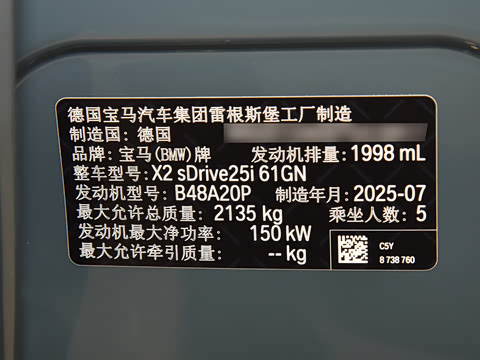 德国宝马汽车集团雷根斯堡工厂制造
制造国：德国
品牌：宝马(BMW)牌 发动机排量：1998 mL
整车型号：X2 sDrive25i 61GN
发动机型号：B48A20P 制造年月：2025-07
最大允许总质量：2135 kg 乘坐人数：5
发动机最大净功率：150 kW
最大允许牵引质量：-- kg
C5Y
8 738 760